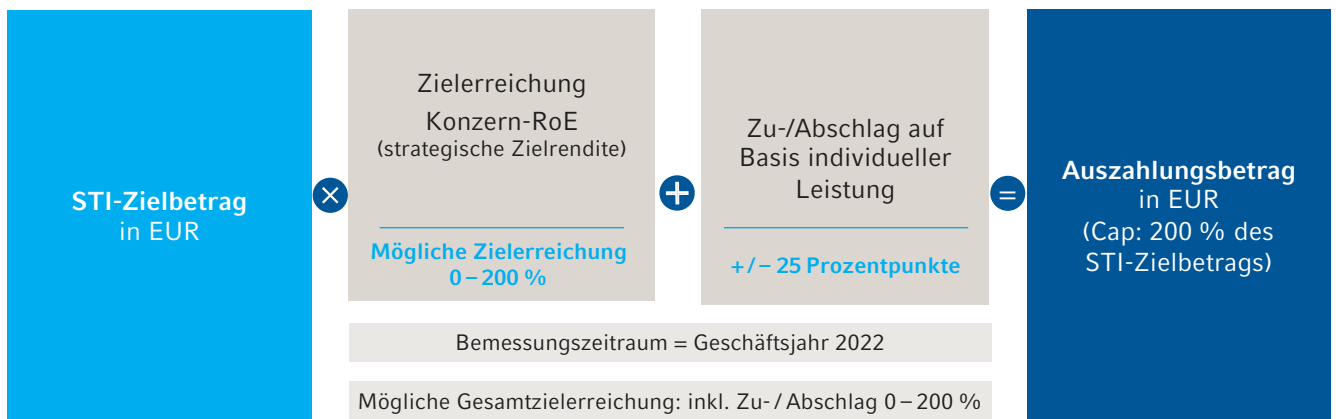 STI-Zielbetrag
in EUR
×
Zielerreichung
Konzern-RoE
(strategische Zielrendite)
Mögliche Zielerreichung
0 – 200 %
+
Zu-/Abschlag auf
Basis individueller
Leistung
+ / – 25 Prozentpunkte
=
Auszahlungsbetrag
in EUR
(Cap: 200 % des
STI-Zielbetrags)
Bemessungszeitraum = Geschäftsjahr 2022
Mögliche Gesamtzielerreichung: inkl. Zu- / Abschlag 0 – 200 %